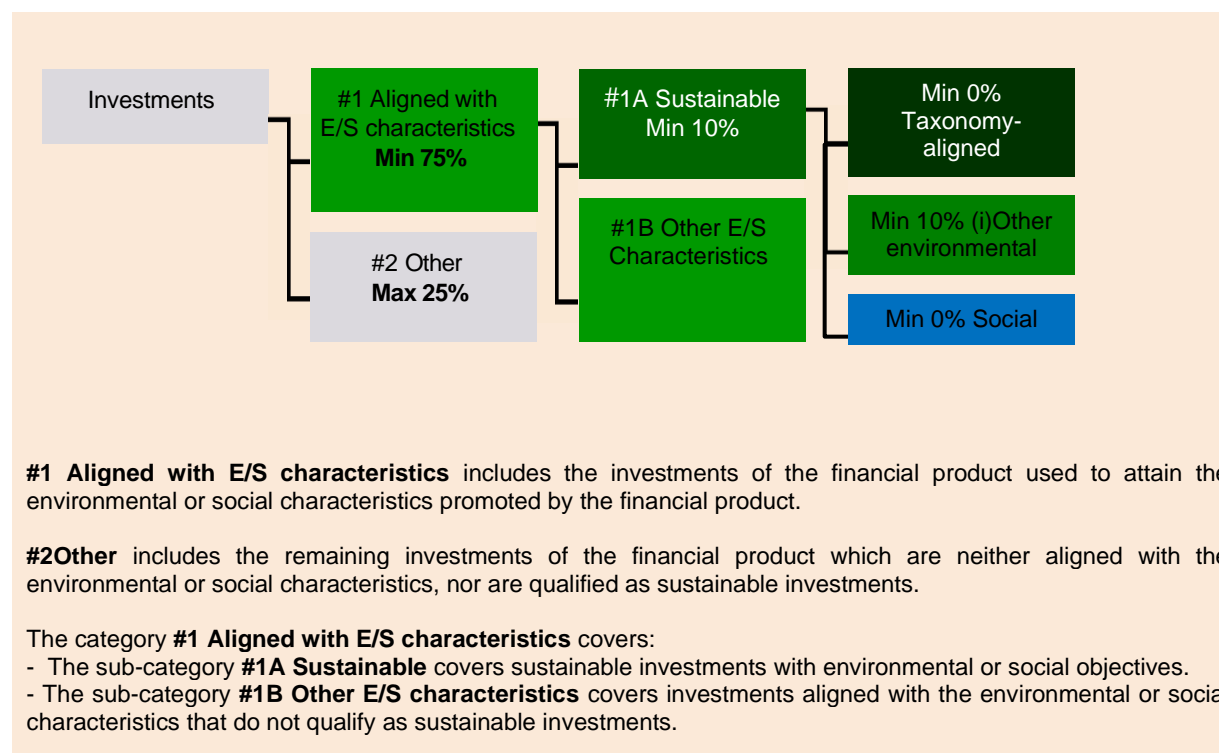 Investments
#1 Aligned with
E/S characteristics
Min 75%
#2 Other
Max 25%
#1A Sustainable
Min 10%
#1B Other E/S
Characteristics
Min 0%
Taxonomy-
aligned
Min 10% (i)Other
environmental
Min 0% Social
#1 Aligned with E/S characteristics includes the investments of the financial product used to attain the
environmental or social characteristics promoted by the financial product.
#2Other includes the remaining investments of the financial product which are neither aligned with the
environmental or social characteristics, nor are qualified as sustainable investments.
The category #1 Aligned with E/S characteristics covers:
- The sub-category #1A Sustainable covers sustainable investments with environmental or social objectives.
- The sub-category #1B Other E/S characteristics covers investments aligned with the environmental or social
characteristics that do not qualify as sustainable investments.